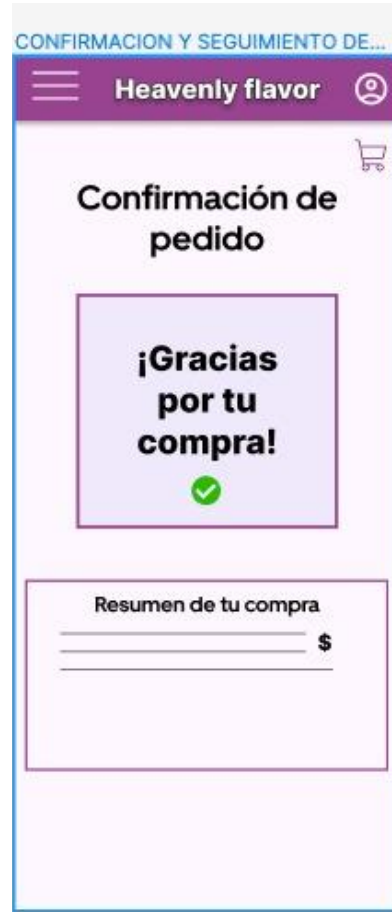 CONFIRMACION Y SEGUIMIENTO DE...
Heavenly flavor
Confirmación de
pedido
¡Gracias
por tu
compra!
Resumen de tu compra
$